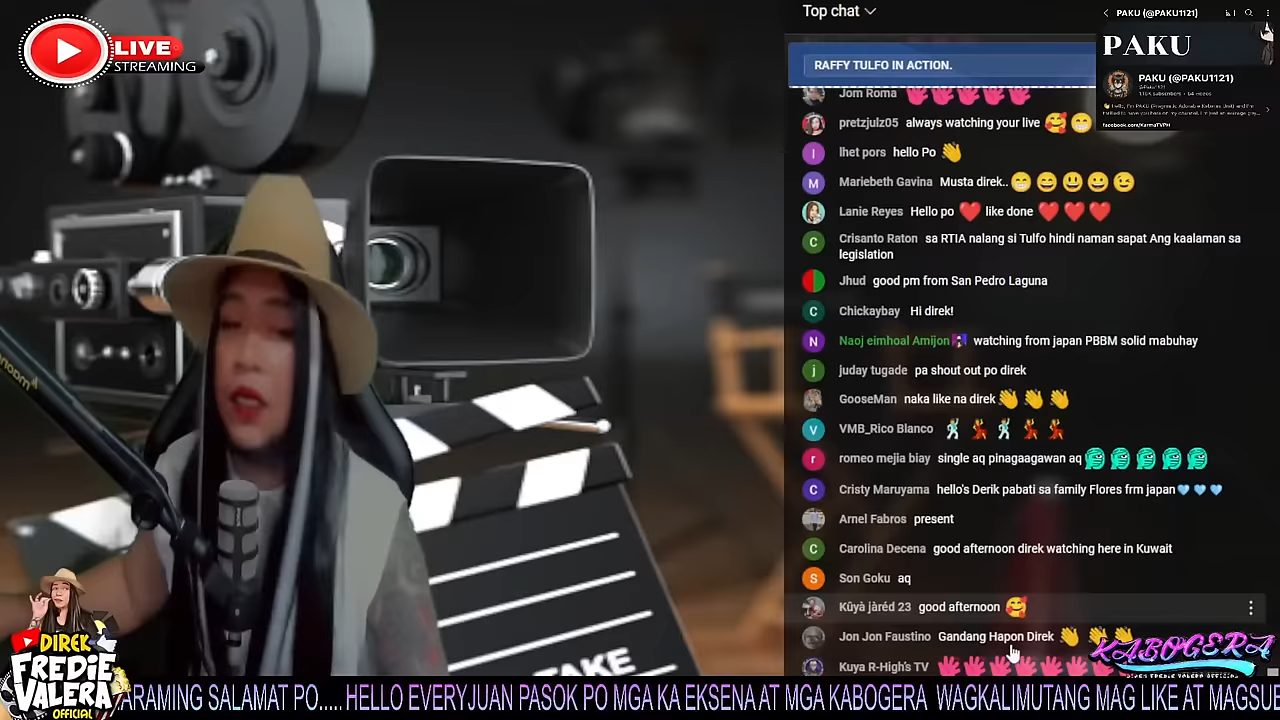 LIVE
STREAMING
Top chat
PAKU (@PAKU1121)
PAKU
PAKU (@PAKU1121)
@Paku1121
RAFFY TULFO IN ACTION.
Jom Roma
pretzjulz05 always watching your live 🥰😁
I lhet pors hello Po 👋
M Mariebeth Gavina Musta direk.. 😁😄😃😀😉
Lanie Reyes Hello po ❤️ like done ❤️❤️❤️
C Crisanto Raton sa RTIA nalang si Tulfo hindi naman sapat Ang kaalaman sa
legislation
Jhud good pm from San Pedro Laguna
C Chickaybay Hi direk!
N Naoj eimhoal Amijon watching from japan PBBM solid mabuhay
j juday tugade pa shout out po direk
GooseMan naka like na direk 👋👋👋
V VMB_Rico Blanco 🕺💃🕺💃💃
r romeo mejia biay single aq pinagaagawan aq
C Cristy Maruyama hello's Derik pabati sa family Flores frm japan 💙💙💙
Arnel Fabros present
C Carolina Decena good afternoon direk watching here in Kuwait
S Son Goku aq
Kûyà jàréd 23 good afternoon 🥰
Jon Jon Faustino Gandang Hapon Direk 👋👋👋
Kuya R-High's TV
KABOGERA
DIREK
FREDIE
VALERA
OFFICIAL
TAKE
ARAMING SALAMAT PO..... HELLO EVERYJUAN PASOK PO MGA KA EKSENA AT MGA KABOGERA WAGKALIMUTANG MAG LIKE AT MAGSUE